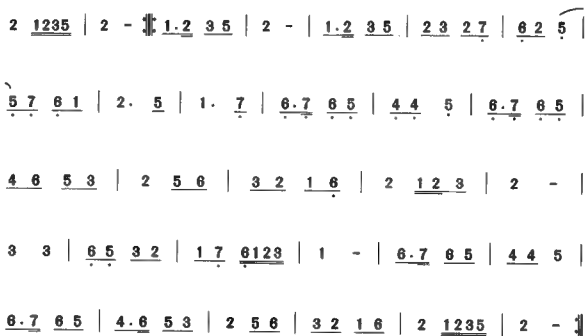 2 1235 | 2 - 𝄇 1·2 3 5 | 2 - | 1·2 3 5 | 2 3 2 7̣ | 6̣ 2 5̣ |
5̣ 7̣ 6̣ 1 | 2· 5 | 1· 7̣ | 6̣·7̣ 6̣ 5̣ | 4̣ 4̣ 5̣ | 6̣·7̣ 6̣ 5̣ |
4 6 5 3 | 2 5 6 | 3 2 1 6̣ | 2 1 2 3 | 2 - |
3 3 | 6̣ 5̣ 3 2 | 1 7̣ 6̣123 | 1 - | 6·7 6 5 | 4 4 5 |
6·7 6 5 | 4·6 5 3 | 2 5 6 | 3 2 1 6 | 2 1235 | 2 - 𝄇